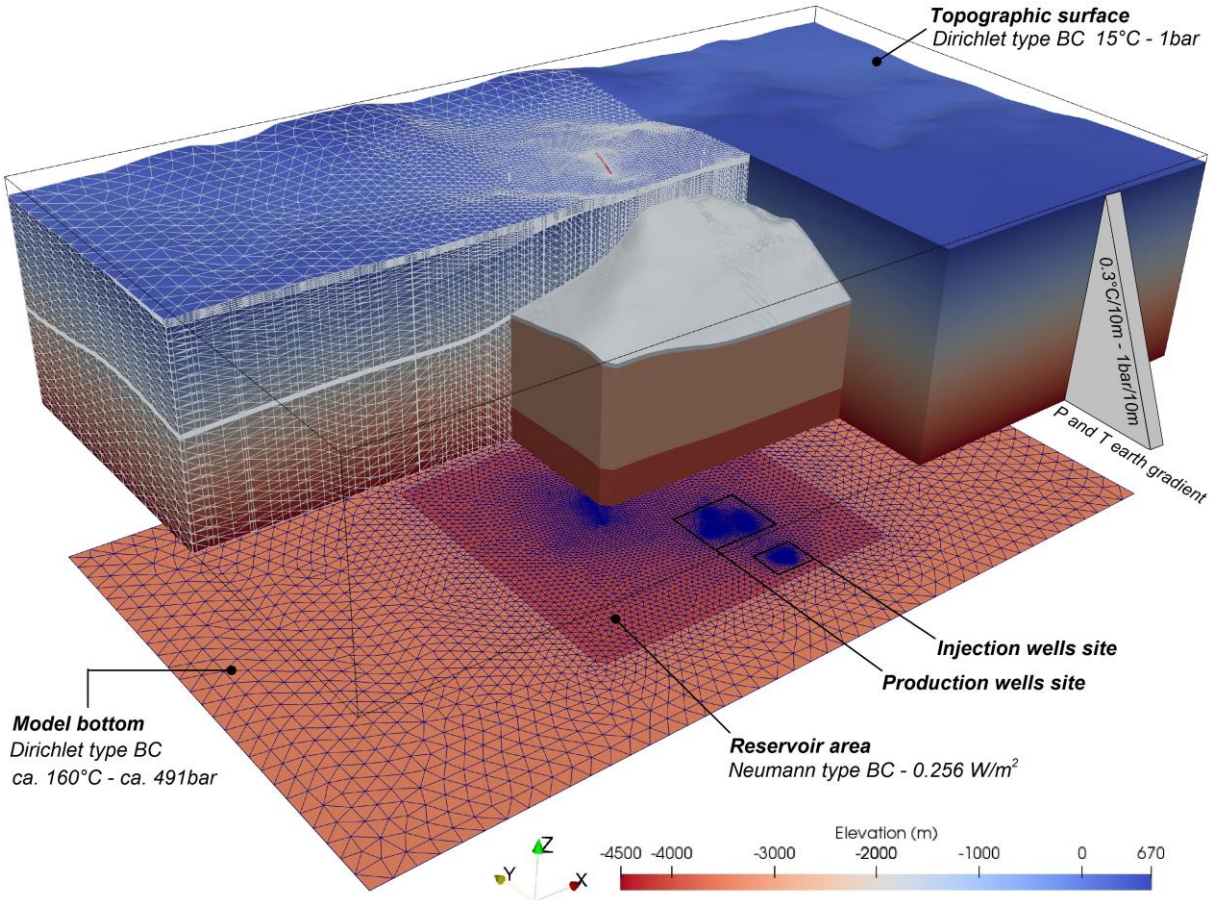 Topographic surface
Dirichlet type BC 15°C - 1bar
0.3°C/10m - 1bar/10m
P and T earth gradient
Injection wells site
Production wells site
Model bottom
Dirichlet type BC
ca. 160°C - ca. 491bar
Reservoir area
Neumann type BC - 0.256 W/m²
Elevation (m)
-4500 -4000 -3000 -2000 -1000 0 670
Z
Y
X